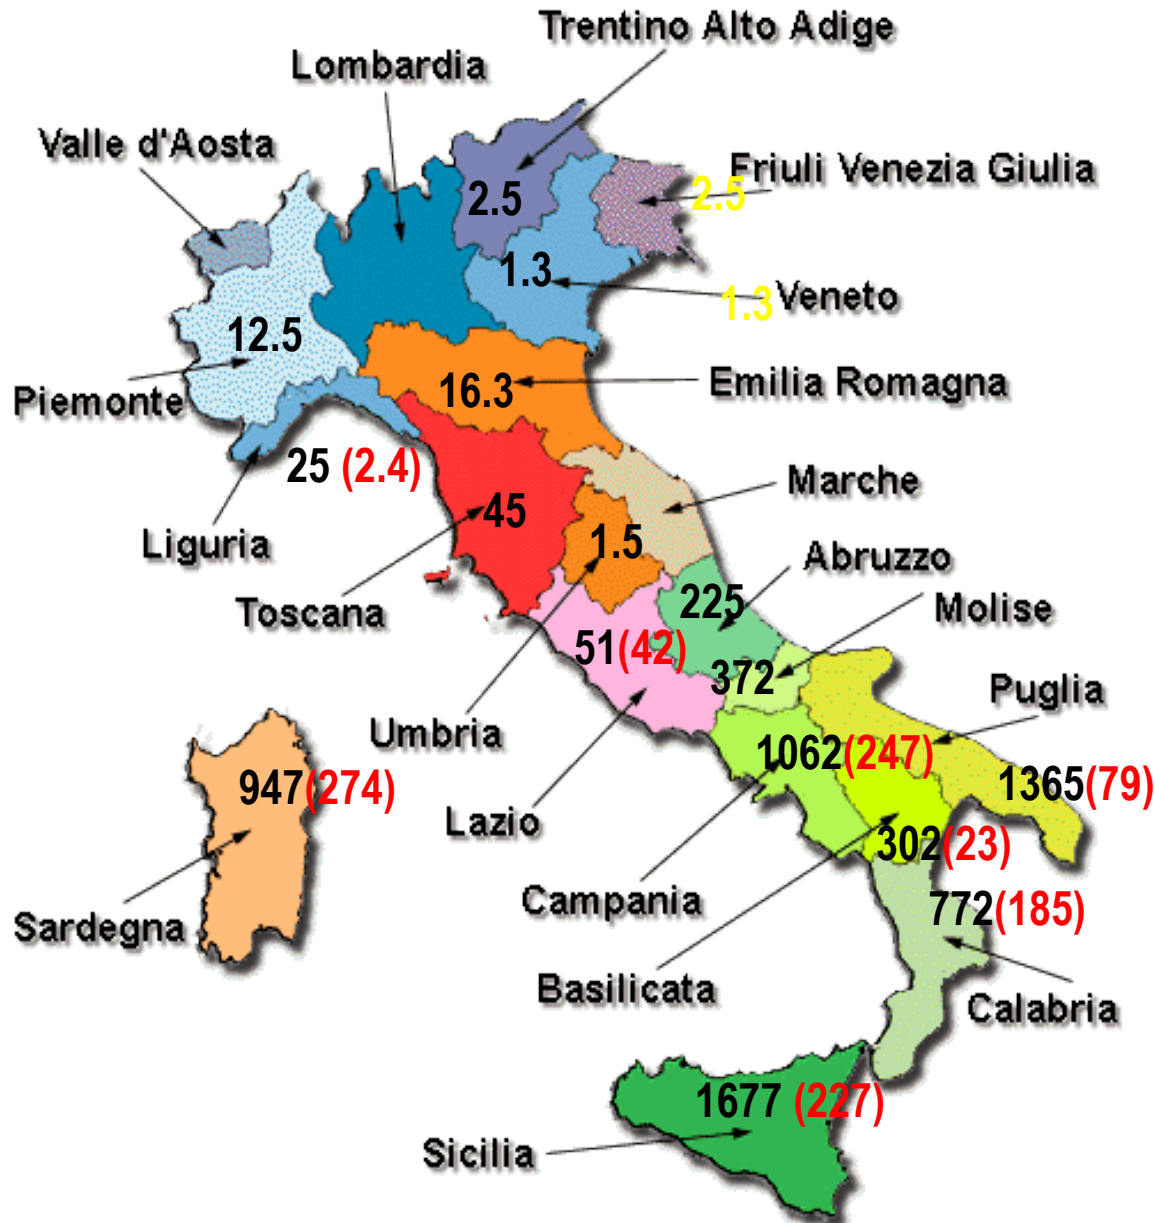 Trentino Alto Adige
Lombardia
Valle d'Aosta
Friuli Venezia Giulia
2.5
2.5
1.3
Veneto
1.3
12.5
Piemonte
16.3
Emilia Romagna
25 (2.4)
Marche
45
Liguria
1.5
Abruzzo
Toscana
225
Molise
51(42)
372
Puglia
Umbria
1062(247)
1365(79)
947(274)
Lazio
302(23)
Campania
772(185)
Sardegna
Basilicata
Calabria
1677 (227)
Sicilia